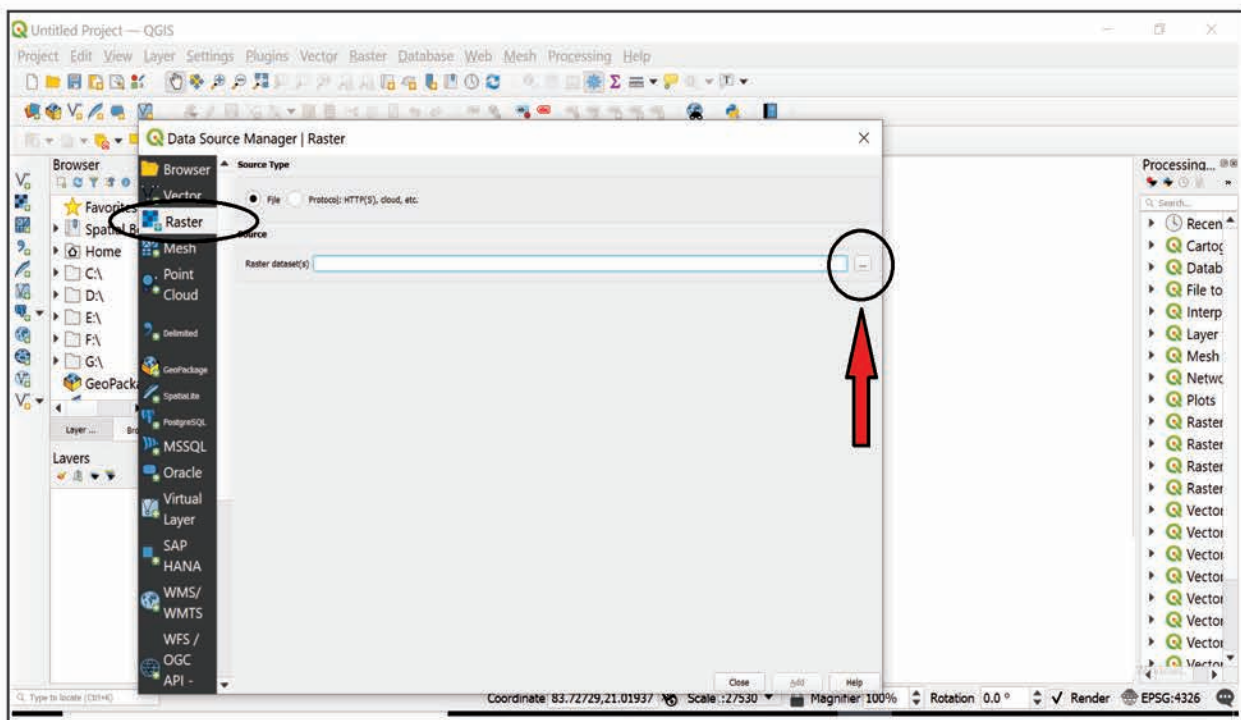 Untitled Project — QGIS
Project Edit View Layer Settings Plugins Vector Raster Database Web Mesh Processing Help
Data Source Manager | Raster
Browser
Favorites
Spatial B
Home
C:\
D:\
E:\
F:\
G:\
GeoPacka
Layer ...
Bro
Layers
Browser
Vector
Raster
Mesh
Point
Cloud
Delimited
GeoPackage
SpatiaLite
PostgreSQL
MSSQL
Oracle
Virtual
Layer
SAP
HANA
WMS/
WMTS
WFS /
OGC
API -
Source Type
File Protocol: HTTP(S), cloud, etc.
Source
Raster dataset(s) ...
Close Add Help
Processing...
Search...
Recen
Cartog
Datab
File to
Interp
Layer
Mesh
Netwo
Plots
Raster
Raster
Raster
Raster
Vector
Vector
Vector
Vector
Vector
Vector
Vector
Vector
Vector
Type to locate (Ctrl+K) Coordinate 83.72729,21.01937 Scale :27530 Magnifier 100% Rotation 0.0 ° Render EPSG:4326